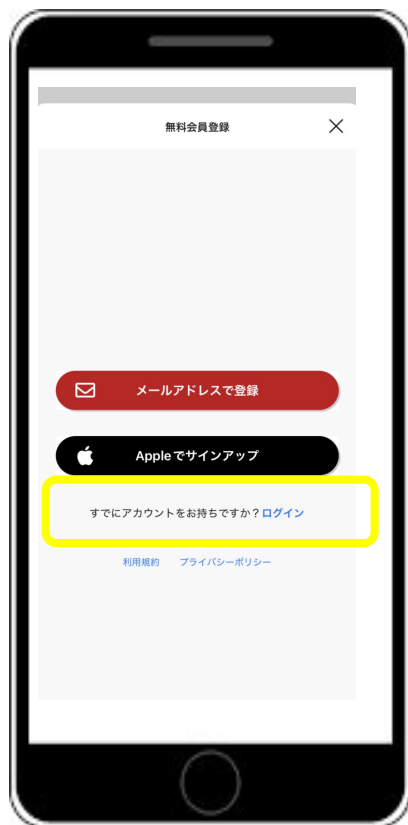 無料会員登録
メールアドレスで登録
Appleでサインアップ
すでにアカウントをお持ちですか？ログイン
利用規約 プライバシーポリシー